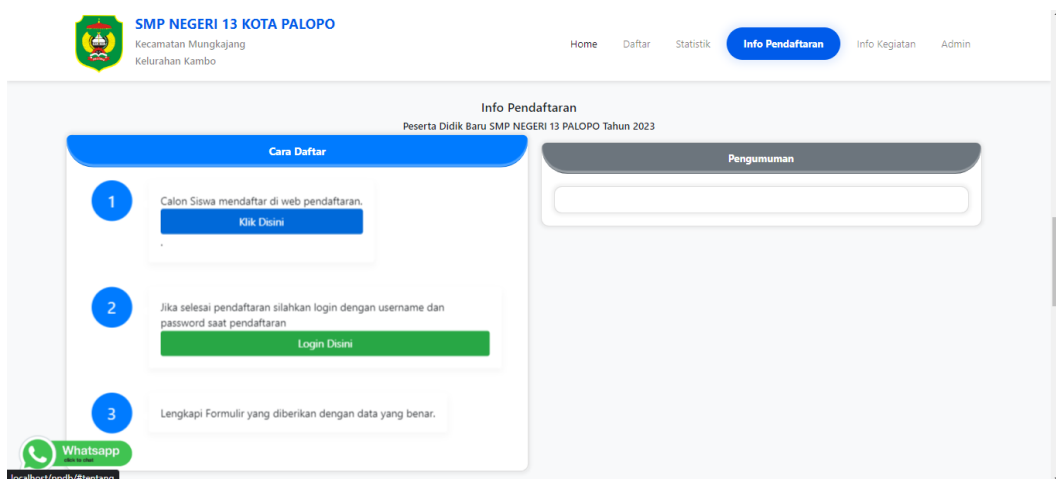 SMP NEGERI 13 KOTA PALOPO
Kecamatan Mungkajang
Kelurahan Kambo
Home Daftar Statistik Info Pendaftaran Info Kegiatan Admin
Info Pendaftaran
Peserta Didik Baru SMP NEGERI 13 PALOPO Tahun 2023
Cara Daftar
1
Calon Siswa mendaftar di web pendaftaran.
Klik Disini
.
2
Jika selesai pendaftaran silahkan login dengan username dan
password saat pendaftaran
Login Disini
3
Lengkapi Formulir yang diberikan dengan data yang benar.
Pengumuman
Whatsapp
click to chat
localhost/ppdb/#tentang